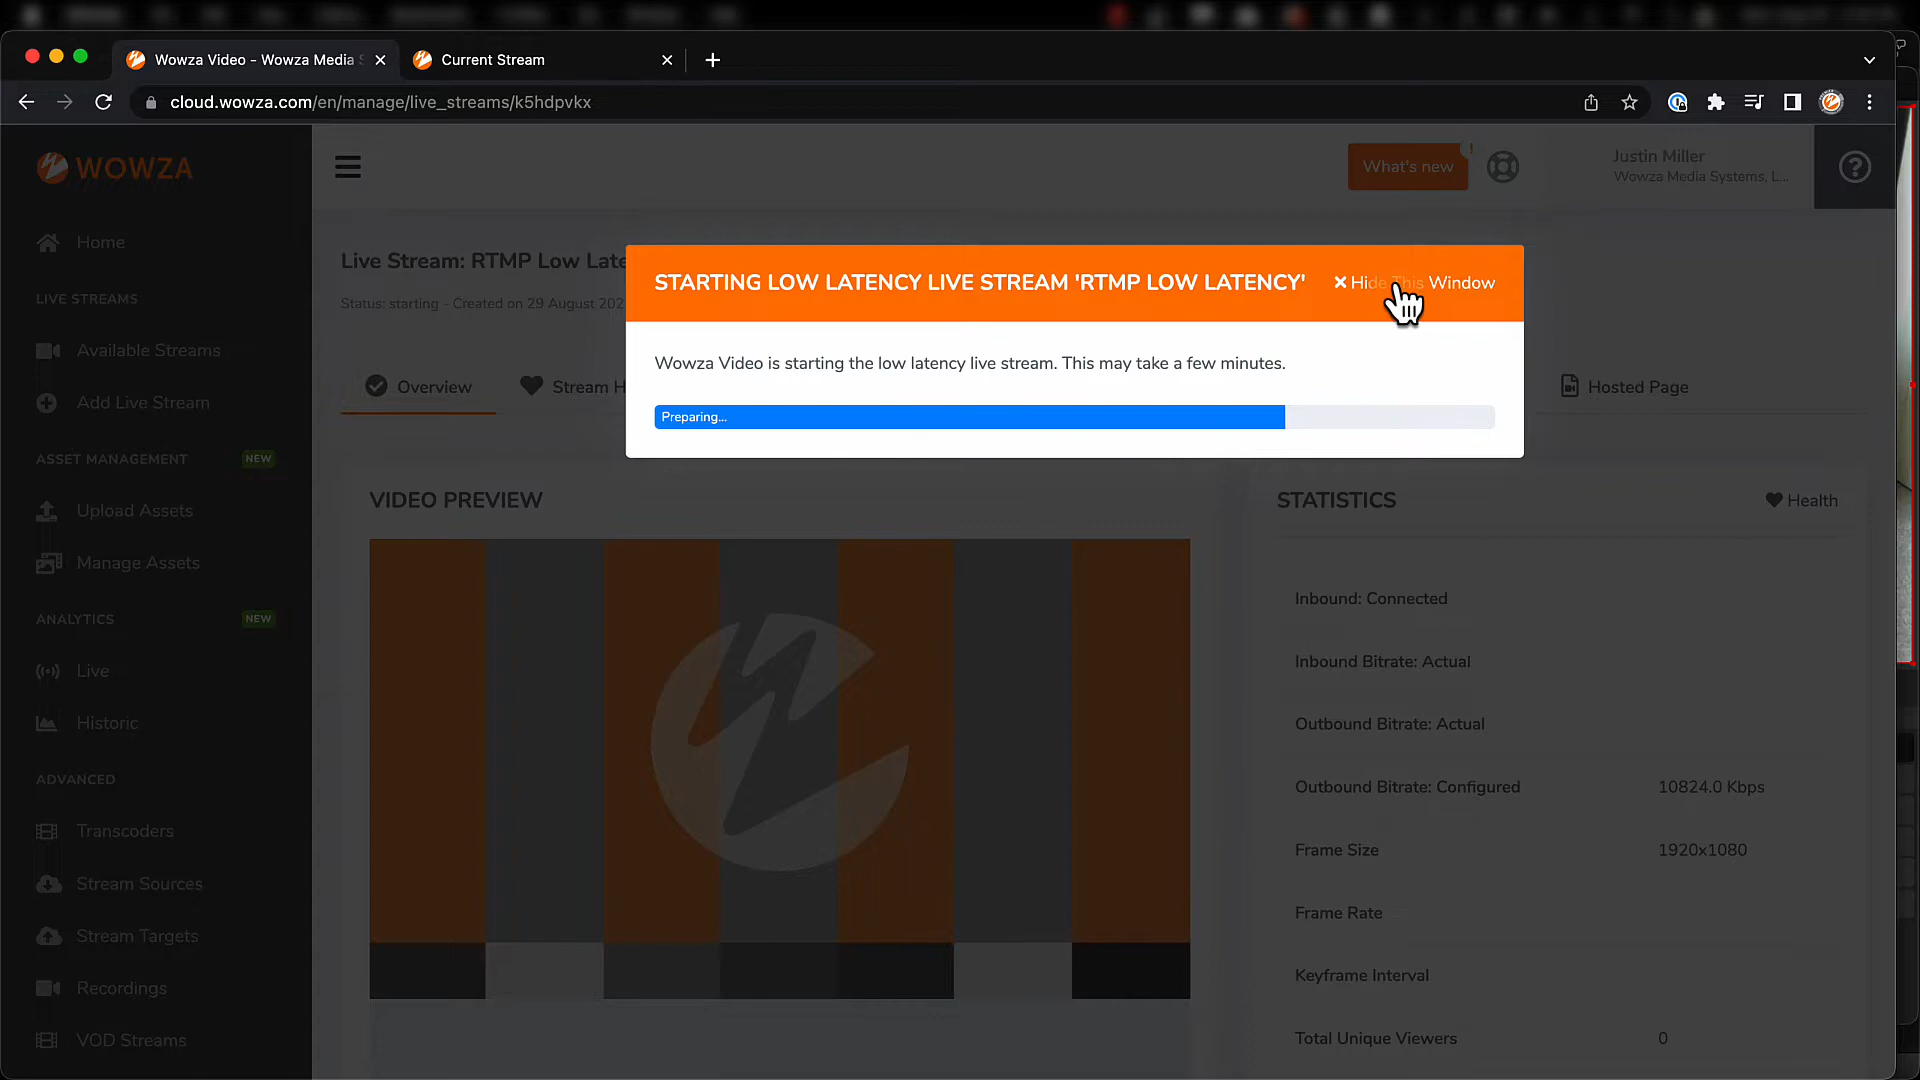 Wowza Video - Wowza Media
Current Stream
cloud.wowza.com/en/manage/live_streams/k5hdpvkx
WOWZA
What's new
Justin Miller
Wowza Media Systems, L...
Home
LIVE STREAMS
Available Streams
Add Live Stream
ASSET MANAGEMENT NEW
Upload Assets
Manage Assets
ANALYTICS NEW
Live
Historic
ADVANCED
Transcoders
Stream Sources
Stream Targets
Recordings
VOD Streams
Live Stream: RTMP Low Late
Status: starting - Created on 29 August 202
STARTING LOW LATENCY LIVE STREAM 'RTMP LOW LATENCY'
Hide This Window
Wowza Video is starting the low latency live stream. This may take a few minutes.
Preparing...
Overview
Stream H
Hosted Page
VIDEO PREVIEW
STATISTICS
Health
Inbound: Connected
Inbound Bitrate: Actual
Outbound Bitrate: Actual
Outbound Bitrate: Configured 10824.0 Kbps
Frame Size 1920x1080
Frame Rate
Keyframe Interval
Total Unique Viewers 0